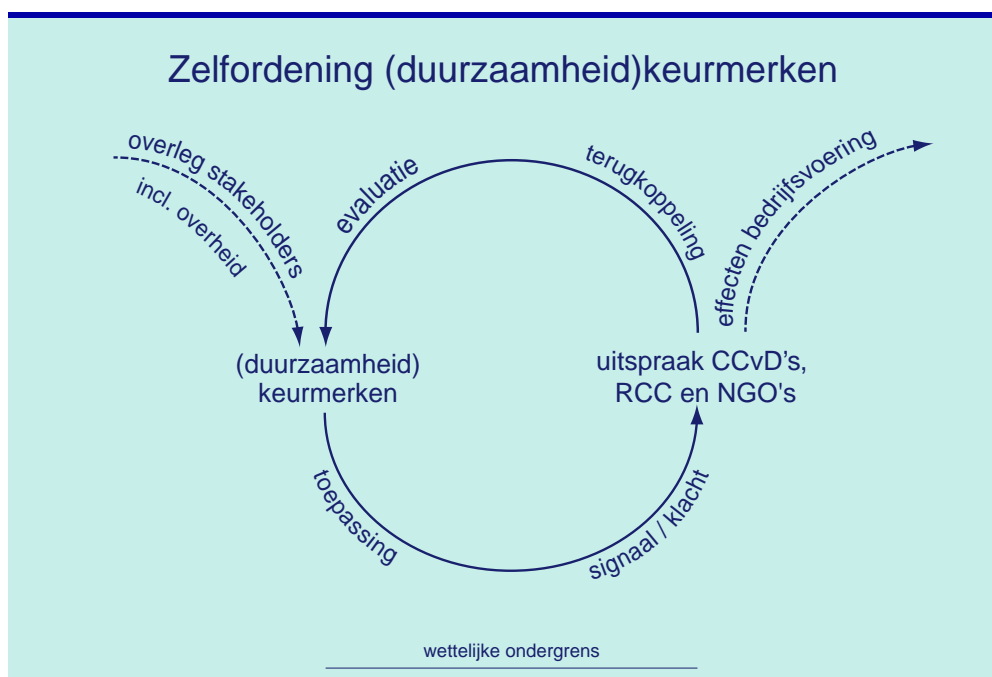 Zelfordening (duurzaamheid)keurmerken
overleg stakeholders
incl. overheid
evaluatie
terugkoppeling
effecten bedrijfsvoering
(duurzaamheid)
keurmerken
uitspraak CCvD’s,
RCC en NGO's
toepassing
signaal / klacht
wettelijke ondergrens